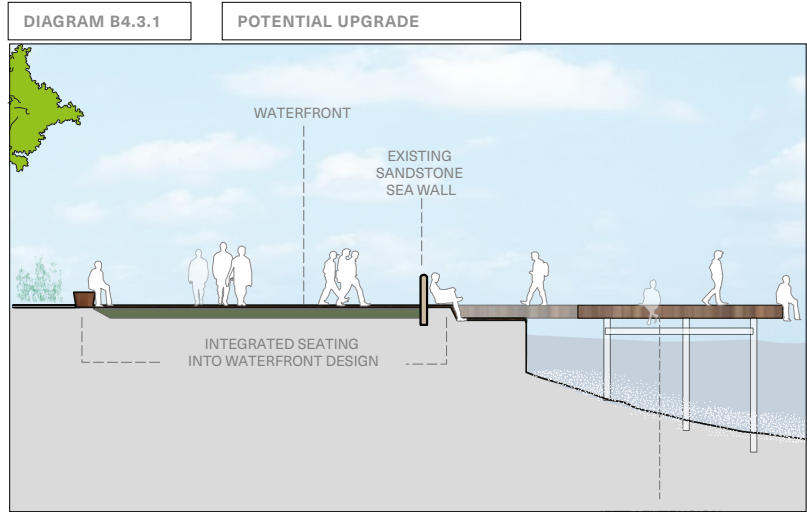 DIAGRAM B4.3.1
POTENTIAL UPGRADE
WATERFRONT
EXISTING
SANDSTONE
SEA WALL
INTEGRATED SEATING
INTO WATERFRONT DESIGN